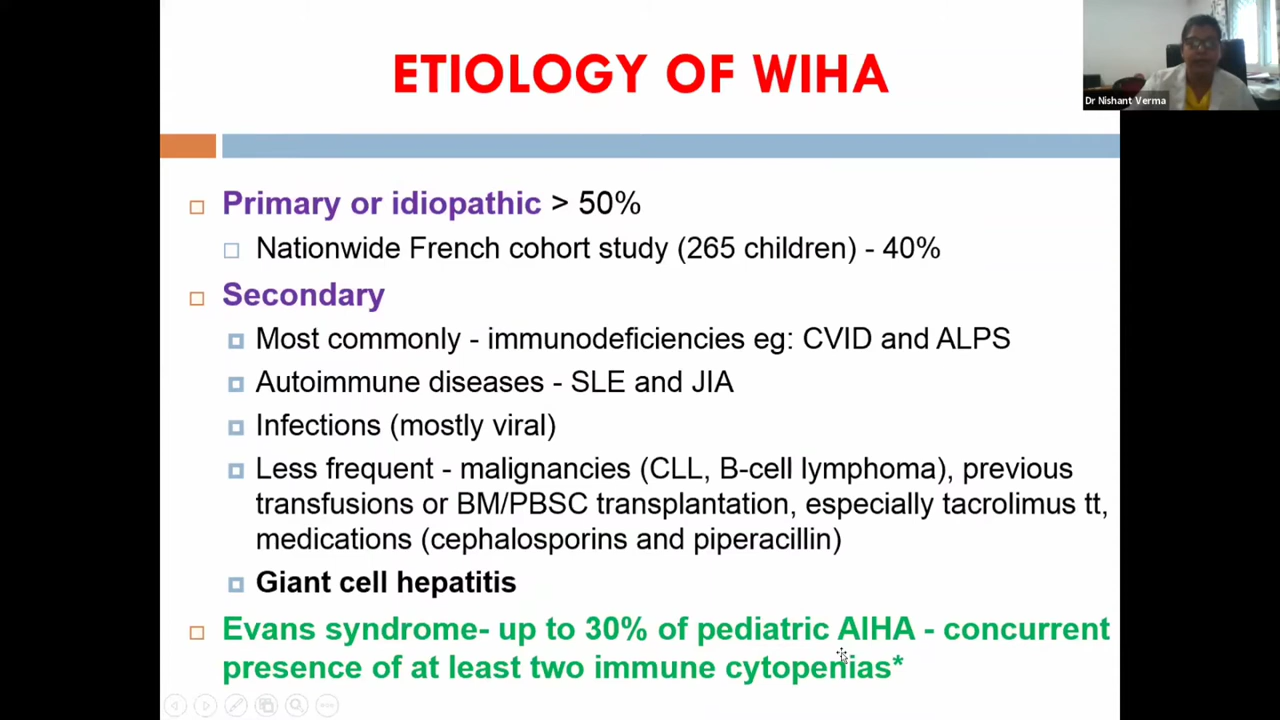 ETIOLOGY OF WIHA
Dr Nishant Verma
Primary or idiopathic > 50%
Nationwide French cohort study (265 children) - 40%
Secondary
Most commonly - immunodeficiencies eg: CVID and ALPS
Autoimmune diseases - SLE and JIA
Infections (mostly viral)
Less frequent - malignancies (CLL, B-cell lymphoma), previous
transfusions or BM/PBSC transplantation, especially tacrolimus tt,
medications (cephalosporins and piperacillin)
Giant cell hepatitis
Evans syndrome- up to 30% of pediatric AIHA - concurrent
presence of at least two immune cytopenias*